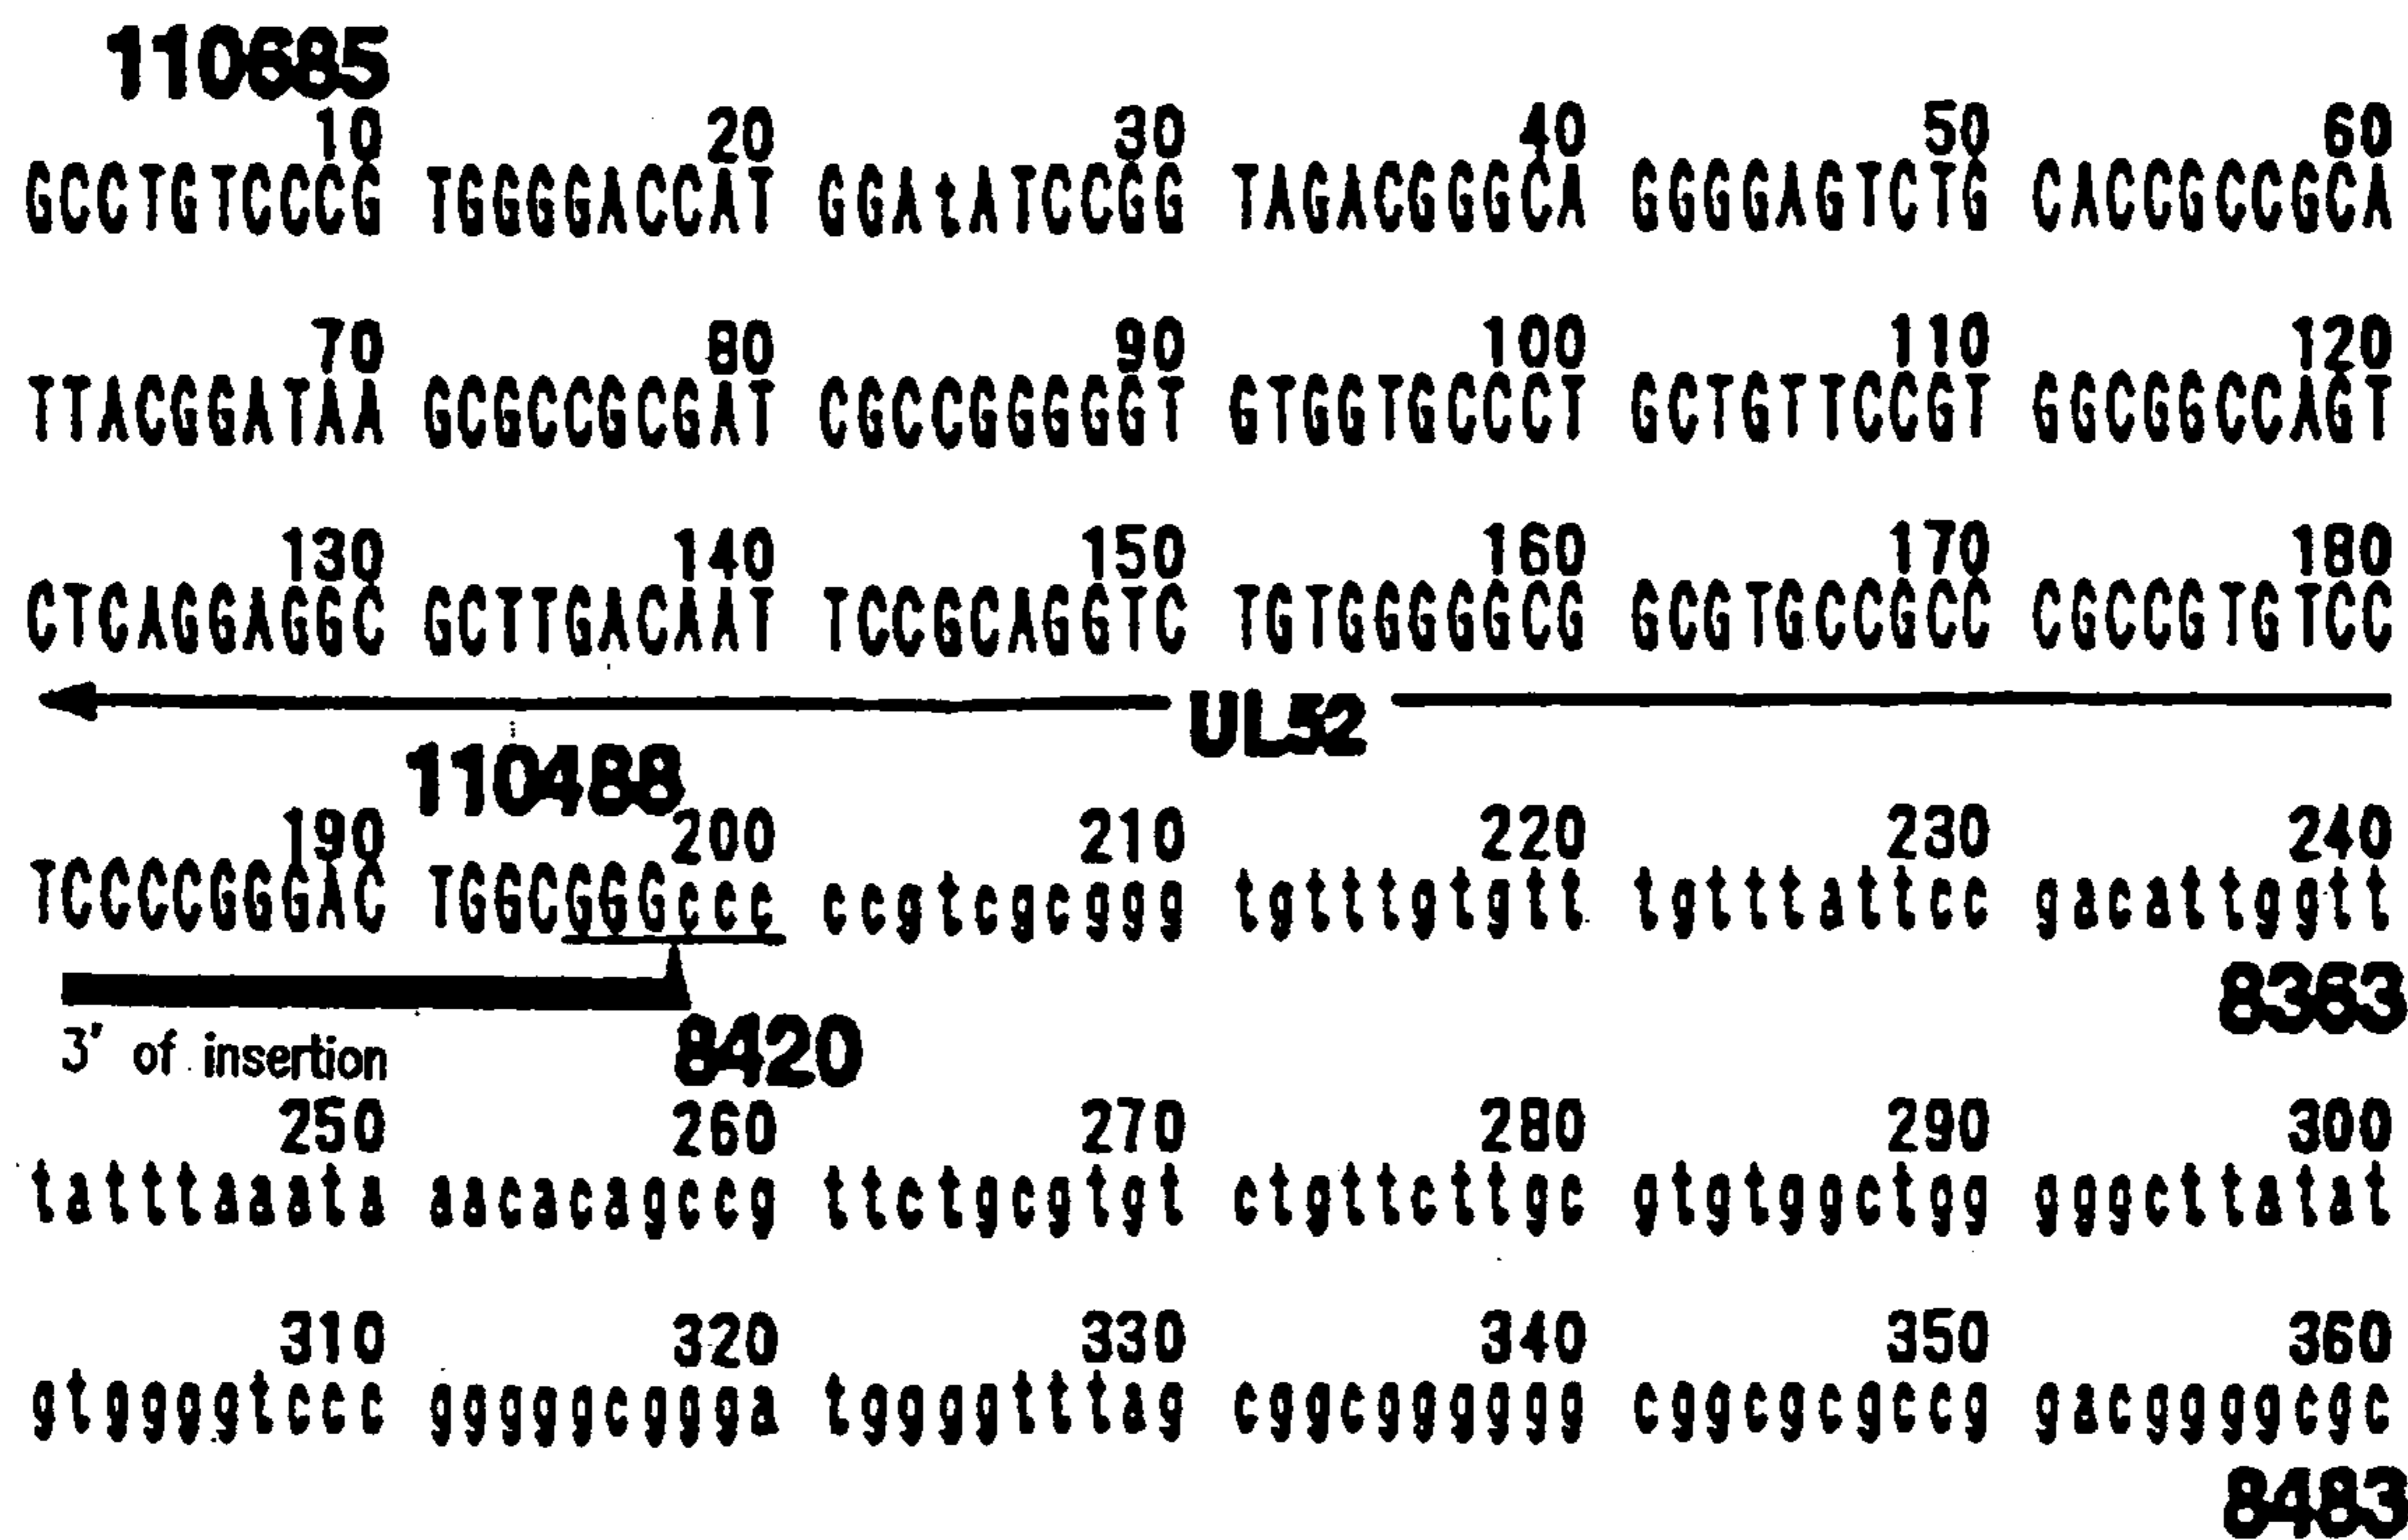 110685
10 20 30 40 50 60
GCCTGTCCCG TGGGGACCAT GGAtATCCGG TAGACGGGCA GGGGAGTCTG CACCGCCGCA
70 80 90 100 110 120
TTACGGATAA GCGCCGCGAT CGCCGGGGGT GTGGTGCCCT GCTGTTCCGT GGCGGCCAGT
130 140 150 160 170 180
CTCAGGAGGC GCTTGACAAT TCCGCAGGTC TGTGGGGGCG GCGTGCCGCC CGCCGTGTCC
UL52
110488
190 200 210 220 230 240
TCCCCGGGAC TGGCGGGccc ccgtcgcggg tgtttgtgtt tgtttattcc gacattggtt
8363
3' of insertion 8420
250 260 270 280 290 300
tatttaaata aacacagccg ttctgcgtgt ctgttcttgc gtgtggctgg gggcttatat
310 320 330 340 350 360
gtggggtccc gggggcggga tggggtttag cggcgggggg cggcgcgccg gacggggcgc
8483